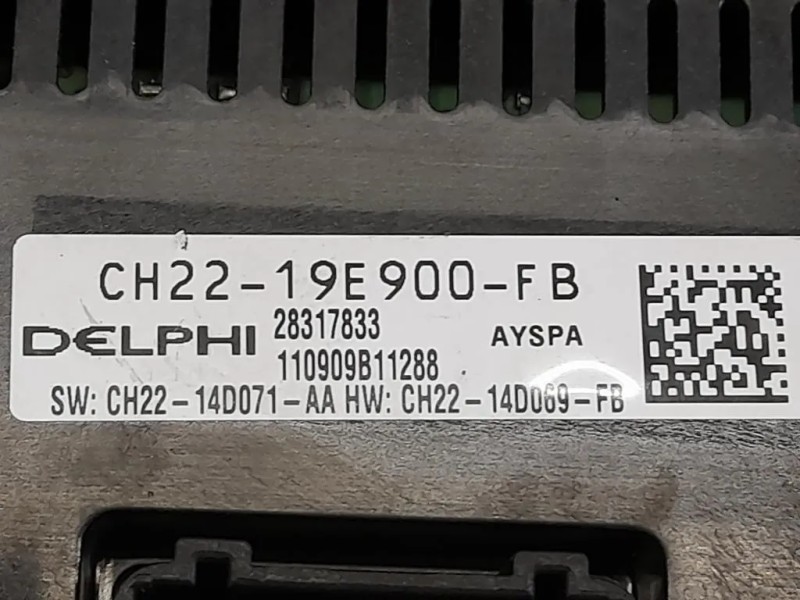 CH22-19E900-FB
DELPHI 28317833 AYSPA
110909B11288
SW: CH22-14D071-AA HW: CH22-14D069-FB